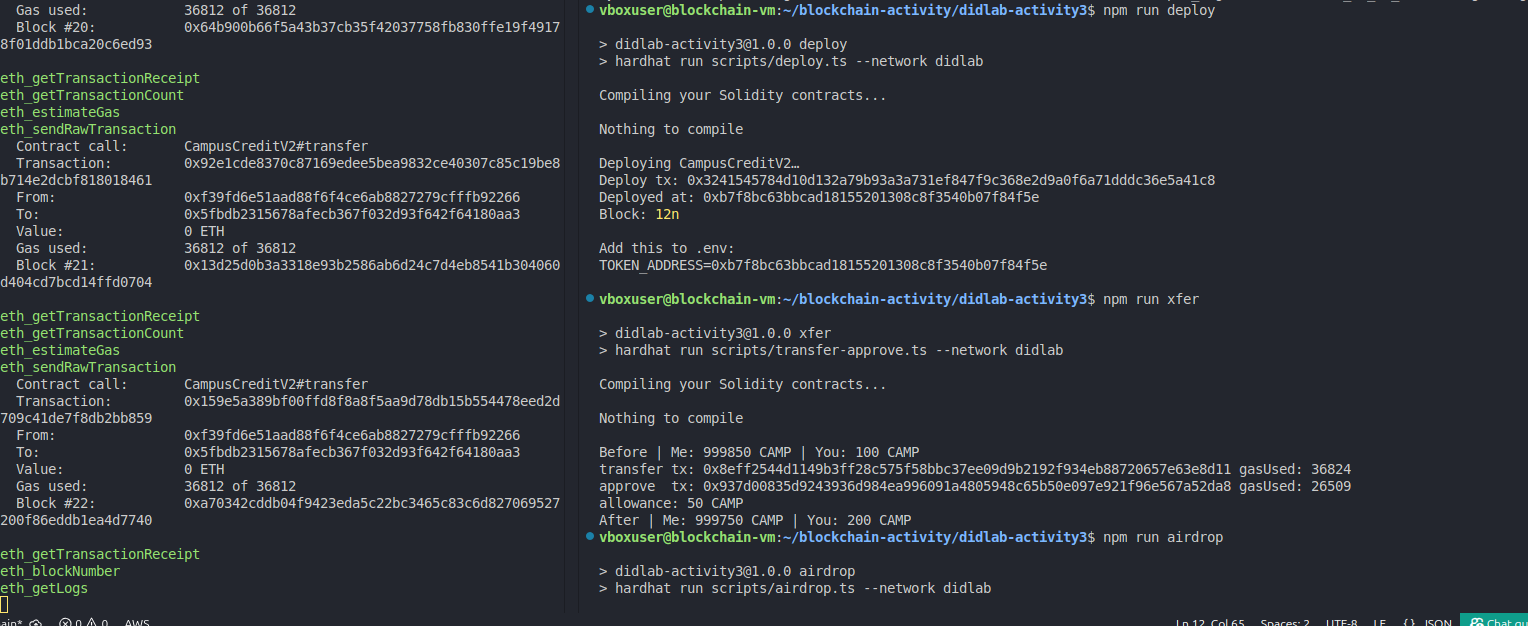 Gas used: 36812 of 36812
Block #20: 0x64b900b66f5a43b37cb35f42037758fb830ffe19f4917
8f01ddb1bca20c6ed93
eth_getTransactionReceipt
eth_getTransactionCount
eth_estimateGas
eth_sendRawTransaction
Contract call: CampusCreditV2#transfer
Transaction: 0x92e1cde8370c87169edee5bea9832ce40307c85c19be8
b714e2dcbf818018461
From: 0xf39fd6e51aad88f6f4ce6ab8827279cfffb92266
To: 0x5fbdb2315678afecb367f032d93f642f64180aa3
Value: 0 ETH
Gas used: 36812 of 36812
Block #21: 0x13d25d0b3a3318e93b2586ab6d24c7d4eb8541b304060
d404cd7bcd14ffd0704
eth_getTransactionReceipt
eth_getTransactionCount
eth_estimateGas
eth_sendRawTransaction
Contract call: CampusCreditV2#transfer
Transaction: 0x159e5a389bf00ffd8f8a8f5aa9d78db15b554478eed2d
709c41de7f8db2bb859
From: 0xf39fd6e51aad88f6f4ce6ab8827279cfffb92266
To: 0x5fbdb2315678afecb367f032d93f642f64180aa3
Value: 0 ETH
Gas used: 36812 of 36812
Block #22: 0xa70342cddb04f9423eda5c22bc3465c83c6d827069527
200f86eddb1ea4d7740
eth_getTransactionReceipt
eth_blockNumber
eth_getLogs
vboxuser@blockchain-vm:~/blockchain-activity/didlab-activity3$ npm run deploy
> didlab-activity3@1.0.0 deploy
> hardhat run scripts/deploy.ts --network didlab
Compiling your Solidity contracts...
Nothing to compile
Deploying CampusCreditV2…
Deploy tx: 0x3241545784d10d132a79b93a3a731ef847f9c368e2d9a0f6a71dddc36e5a41c8
Deployed at: 0xb7f8bc63bbcad18155201308c8f3540b07f84f5e
Block: 12n
Add this to .env:
TOKEN_ADDRESS=0xb7f8bc63bbcad18155201308c8f3540b07f84f5e
vboxuser@blockchain-vm:~/blockchain-activity/didlab-activity3$ npm run xfer
> didlab-activity3@1.0.0 xfer
> hardhat run scripts/transfer-approve.ts --network didlab
Compiling your Solidity contracts...
Nothing to compile
Before | Me: 999850 CAMP | You: 100 CAMP
transfer tx: 0x8eff2544d1149b3ff28c575f58bbc37ee09d9b2192f934eb88720657e63e8d11 gasUsed: 36824
approve  tx: 0x937d00835d9243936d984ea996091a4805948c65b50e097e921f96e567a52da8 gasUsed: 26509
allowance: 50 CAMP
After | Me: 999750 CAMP | You: 200 CAMP
vboxuser@blockchain-vm:~/blockchain-activity/didlab-activity3$ npm run airdrop
> didlab-activity3@1.0.0 airdrop
> hardhat run scripts/airdrop.ts --network didlab
ain* 0 0 AWS Ln 12, Col 65 Spaces: 2 UTF-8 LF {} JSON Chat qu